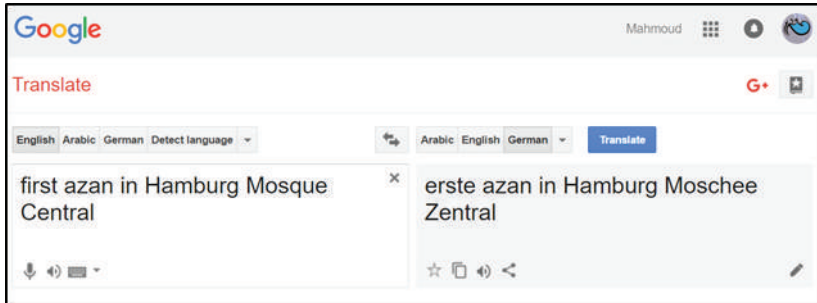 Google
Mahmoud
Translate
G+
English Arabic German Detect language
Arabic English German
Translate
first azan in Hamburg Mosque
Central
erste azan in Hamburg Moschee
Zentral